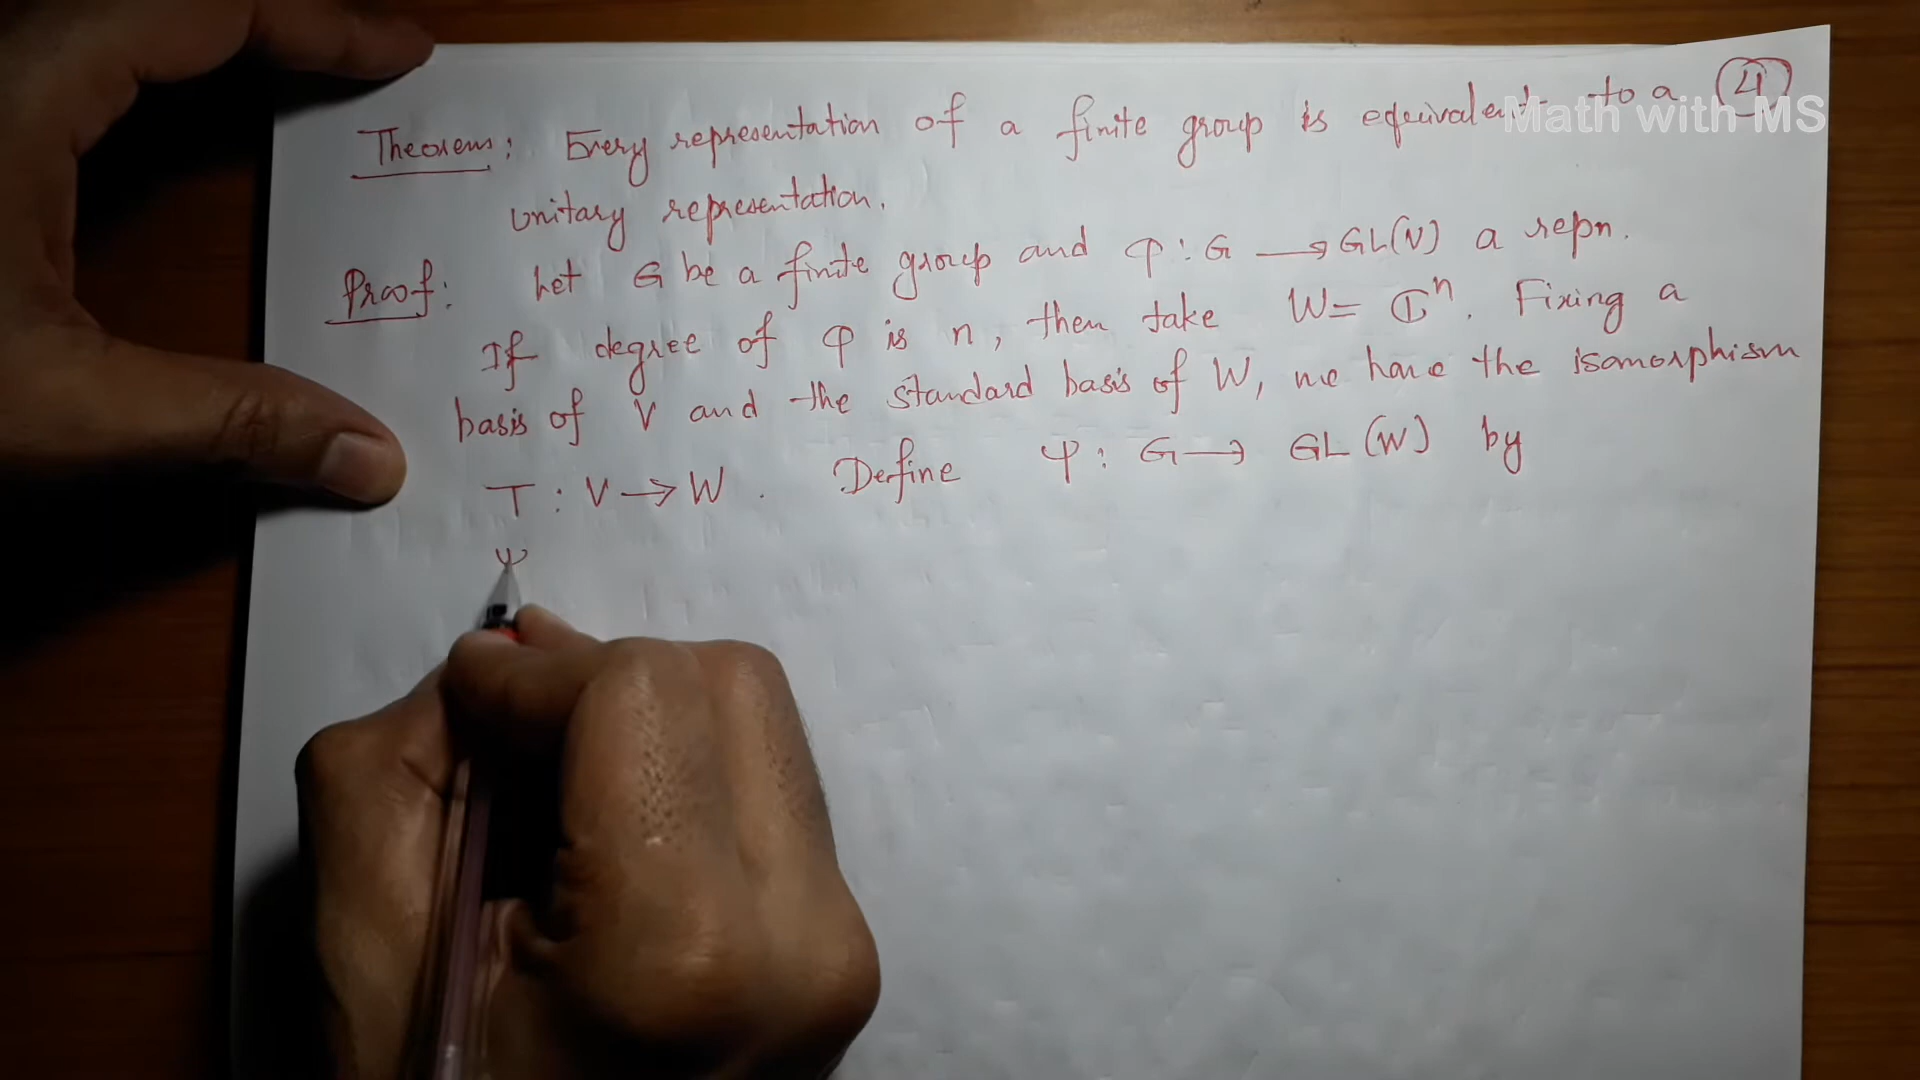 Theorem: Every representation of a finite group is equivalent to a (4)
Math with MS
unitary representation.
Proof: Let G be a finite group and φ: G → GL(V) a repn.
If degree of φ is n, then take W = ℂⁿ. Fixing a
basis of V and the standard basis of W, we have the isomorphism
T: V → W. Define ψ: G → GL(W) by
ψ